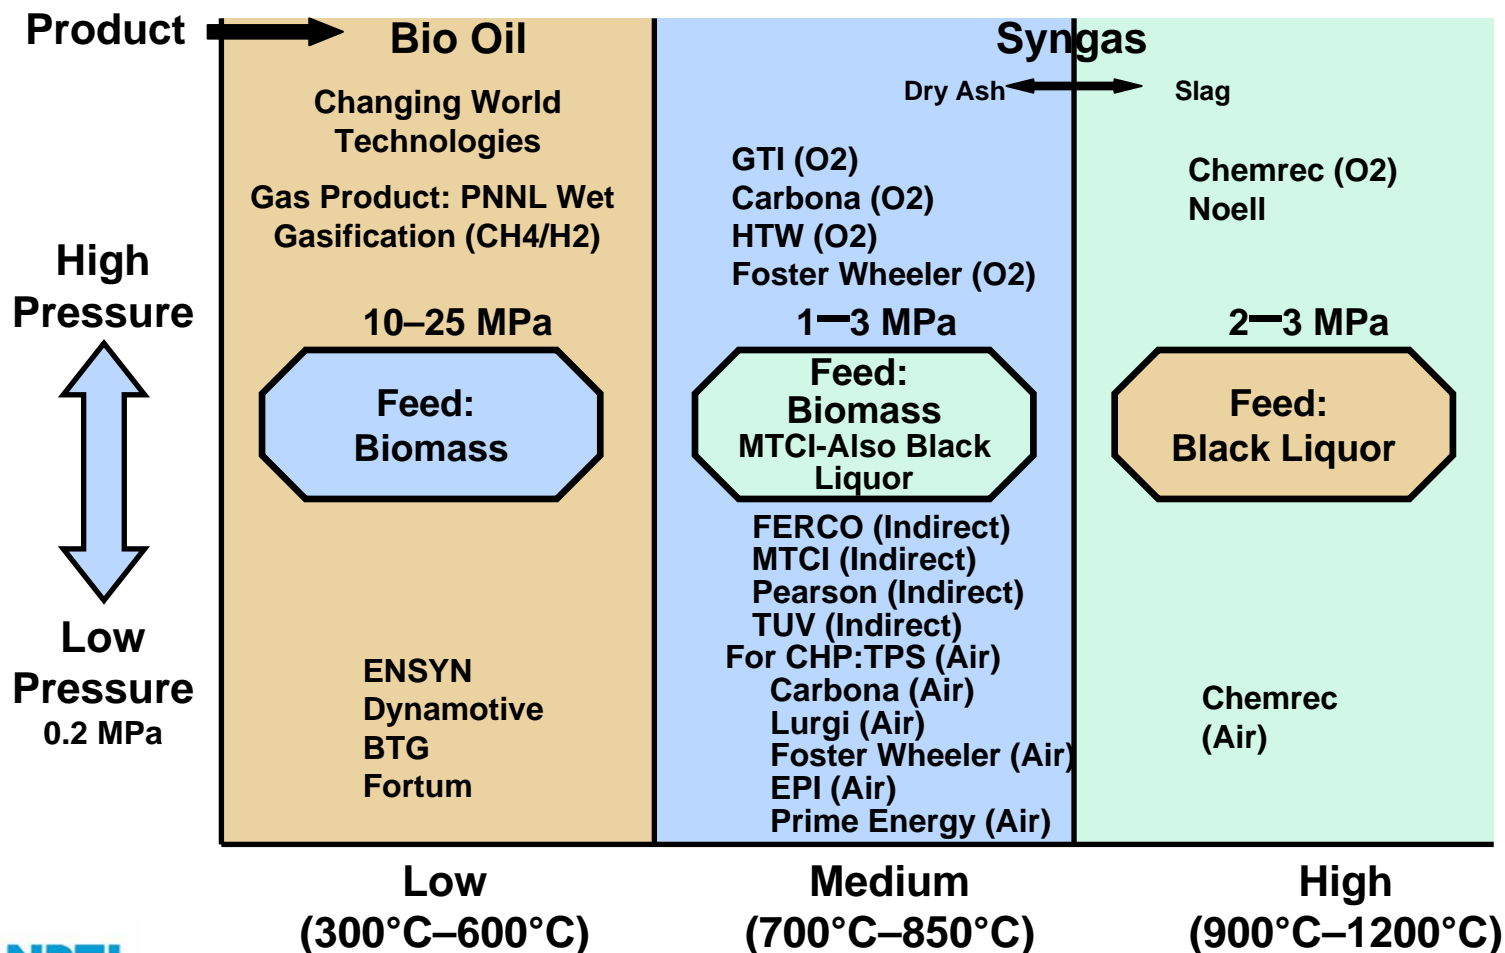 Product
Bio Oil
Syngas
Dry Ash
Slag
Changing World
Technologies
Gas Product: PNNL Wet
Gasification (CH4/H2)
GTI (O2)
Carbona (O2)
HTW (O2)
Foster Wheeler (O2)
Chemrec (O2)
Noell
High
Pressure
10–25 MPa
1—3 MPa
2—3 MPa
Feed:
Biomass
Feed:
Biomass
MTCI-Also Black
Liquor
Feed:
Black Liquor
Low
Pressure
0.2 MPa
ENSYN
Dynamotive
BTG
Fortum
FERCO (Indirect)
MTCI (Indirect)
Pearson (Indirect)
TUV (Indirect)
For CHP:TPS (Air)
Carbona (Air)
Lurgi (Air)
Foster Wheeler (Air)
EPI (Air)
Prime Energy (Air)
Chemrec
(Air)
Low
(300°C–600°C)
Medium
(700°C–850°C)
High
(900°C–1200°C)